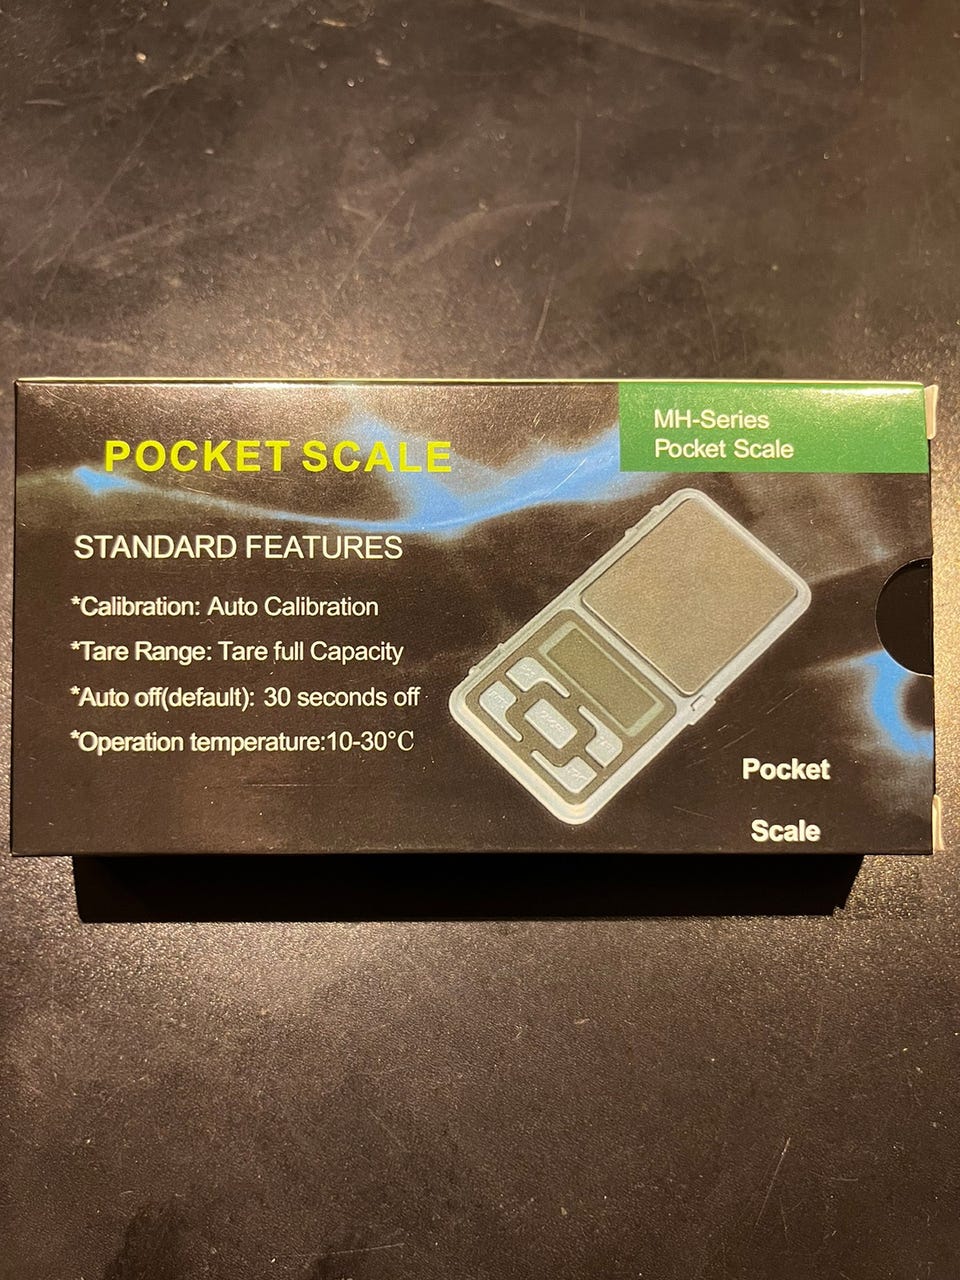 MH-Series
Pocket Scale
POCKET SCALE
STANDARD FEATURES
*Calibration: Auto Calibration
*Tare Range: Tare full Capacity
*Auto off(default): 30 seconds off
*Operation temperature:10-30°C
Pocket
Scale